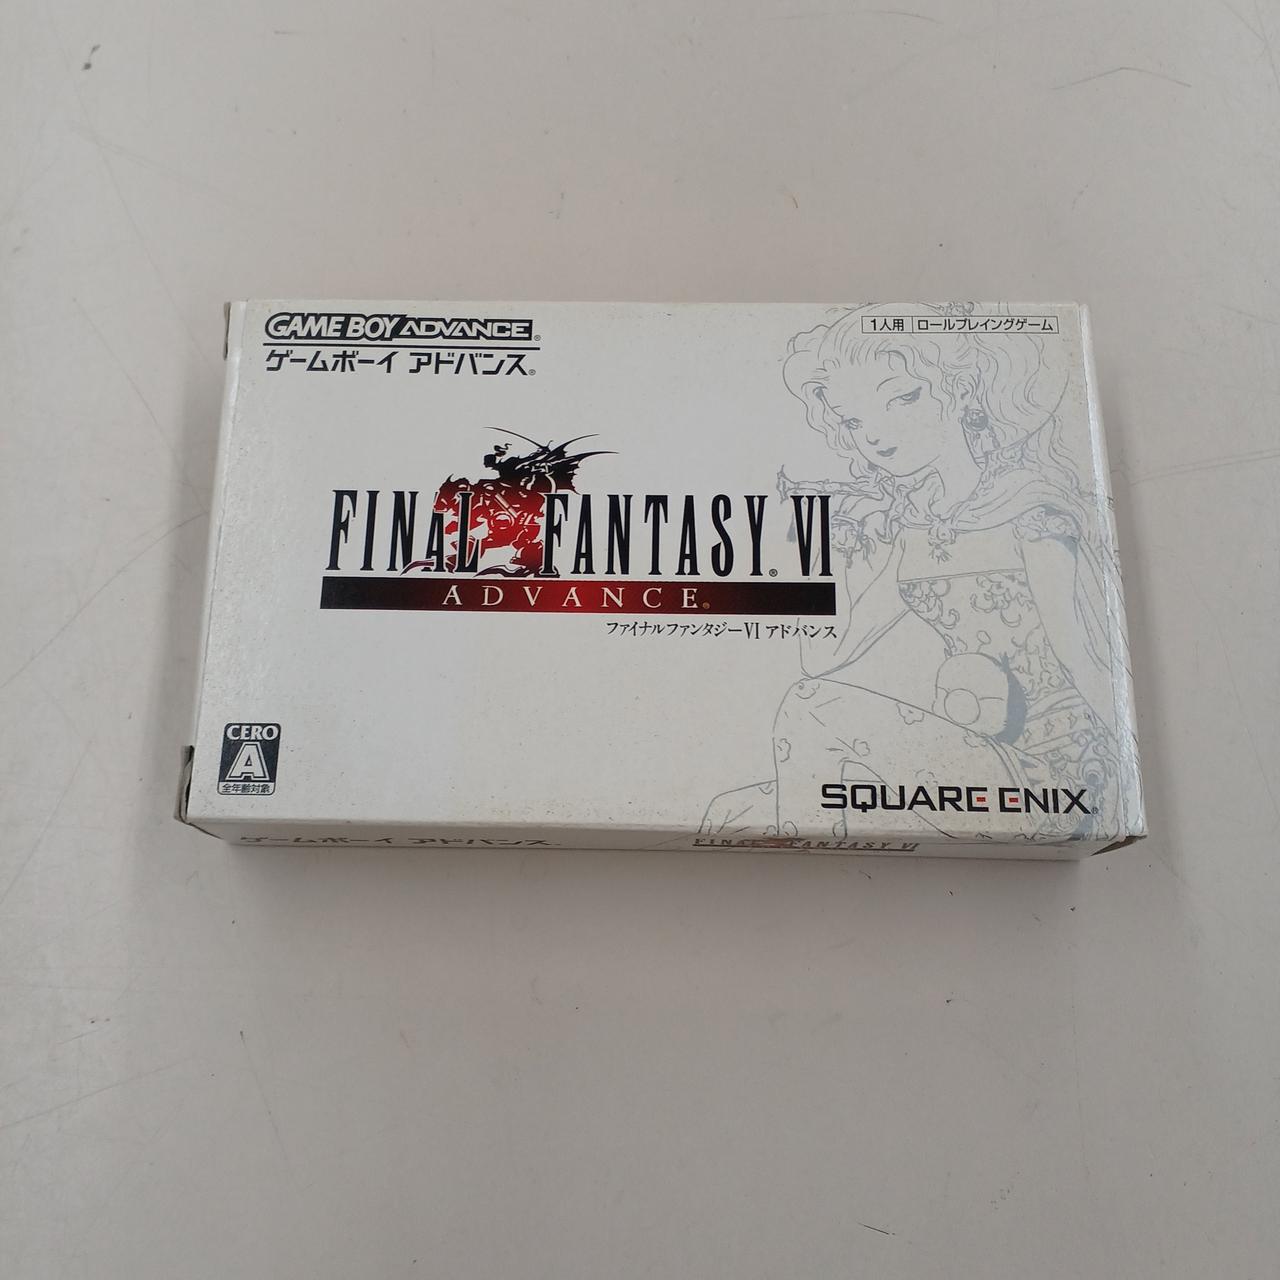 GAME BOY ADVANCE®
ゲームボーイ アドバンス®
1人用 ロールプレイングゲーム
FINAL FANTASY® VI
ADVANCE®
ファイナルファンタジーVI アドバンス
CERO
A
全年齢対象
SQUARE ENIX®
ゲームボーイ アドバンス
FINAL FANTASY VI